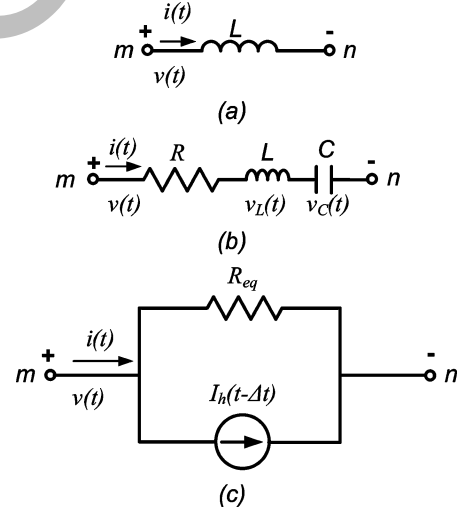 i(t)
+ L -
m n
v(t)
(a)
+ i(t) R L C -
m n
v(t) v_L(t) v_C(t)
(b)
R_eq
+ i(t) -
m n
v(t) I_h(t-Δt)
(c)